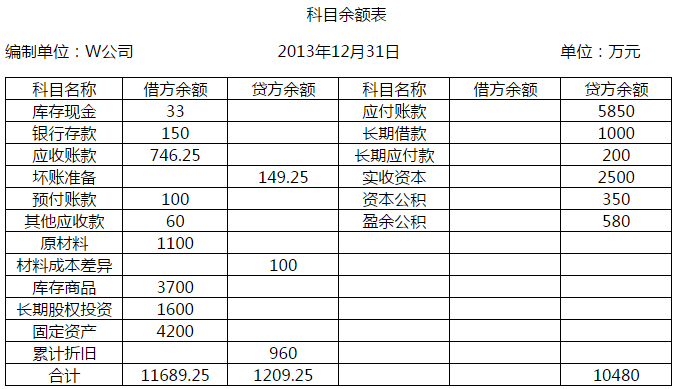 科目余额表
编制单位：W公司 2013年12月31日 单位：万元
科目名称 借方余额 贷方余额 科目名称 借方余额 贷方余额
库存现金 33 应付账款 5850
银行存款 150 长期借款 1000
应收账款 746.25 长期应付款 200
坏账准备 149.25 实收资本 2500
预付账款 100 资本公积 350
其他应收款 60 盈余公积 580
原材料 1100
材料成本差异 100
库存商品 3700
长期股权投资 1600
固定资产 4200
累计折旧 960
合计 11689.25 1209.25 10480